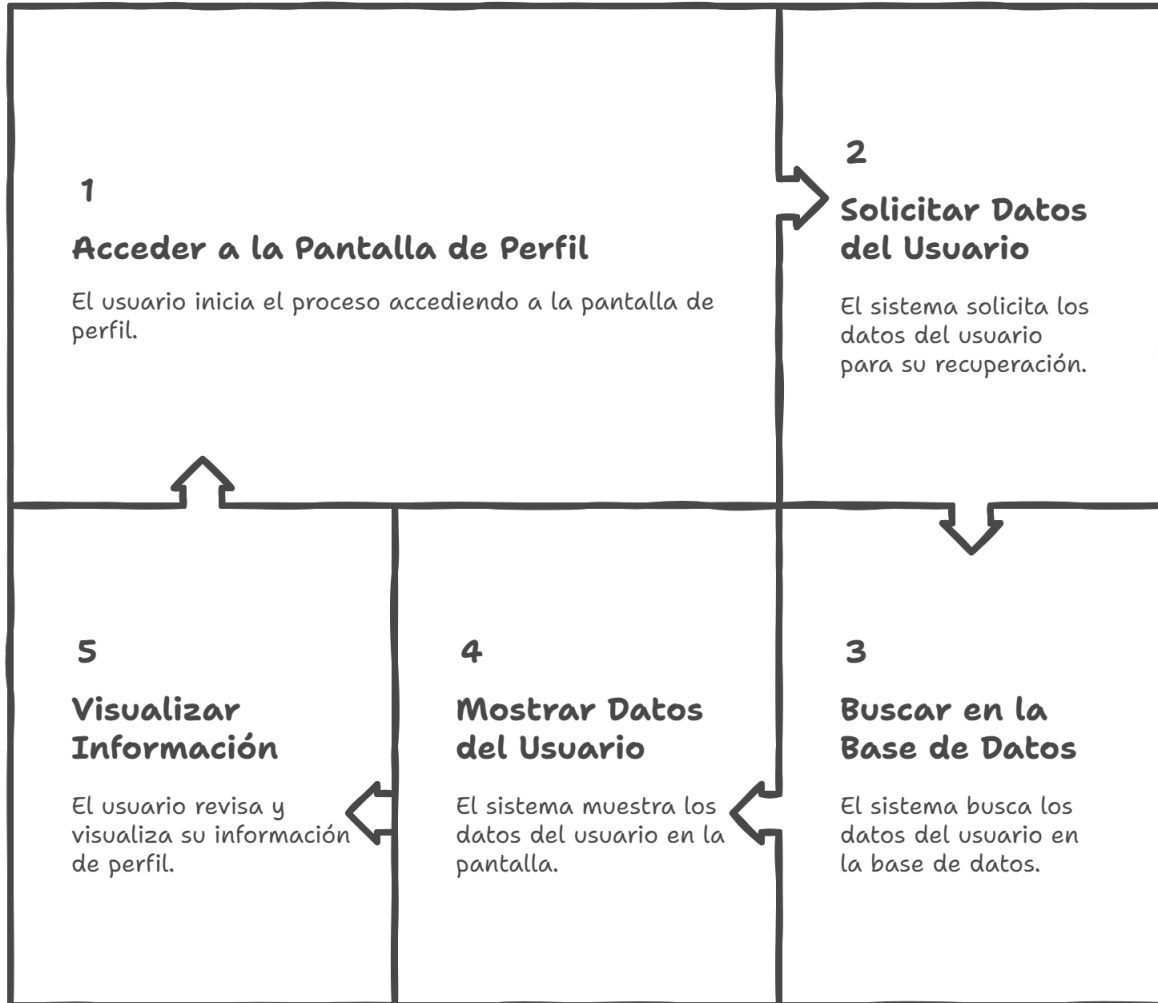 1
Acceder a la Pantalla de Perfil
El usuario inicia el proceso accediendo a la pantalla de
perfil.
2
Solicitar Datos
del Usuario
El sistema solicita los
datos del usuario
para su recuperación.
3
Buscar en la
Base de Datos
El sistema busca los
datos del usuario en
la base de datos.
4
Mostrar Datos
del Usuario
El sistema muestra los
datos del usuario en la
pantalla.
5
Visualizar
Información
El usuario revisa y
visualiza su información
de perfil.